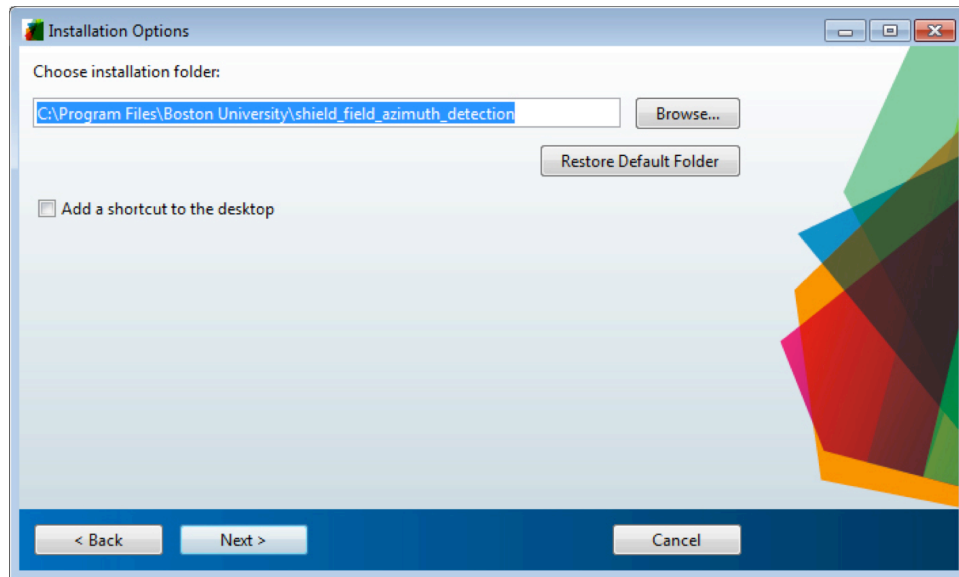 Installation Options
Choose installation folder:
C:\Program Files\Boston University\shield_field_azimuth_detection
Browse...
Restore Default Folder
Add a shortcut to the desktop
< Back Next > Cancel